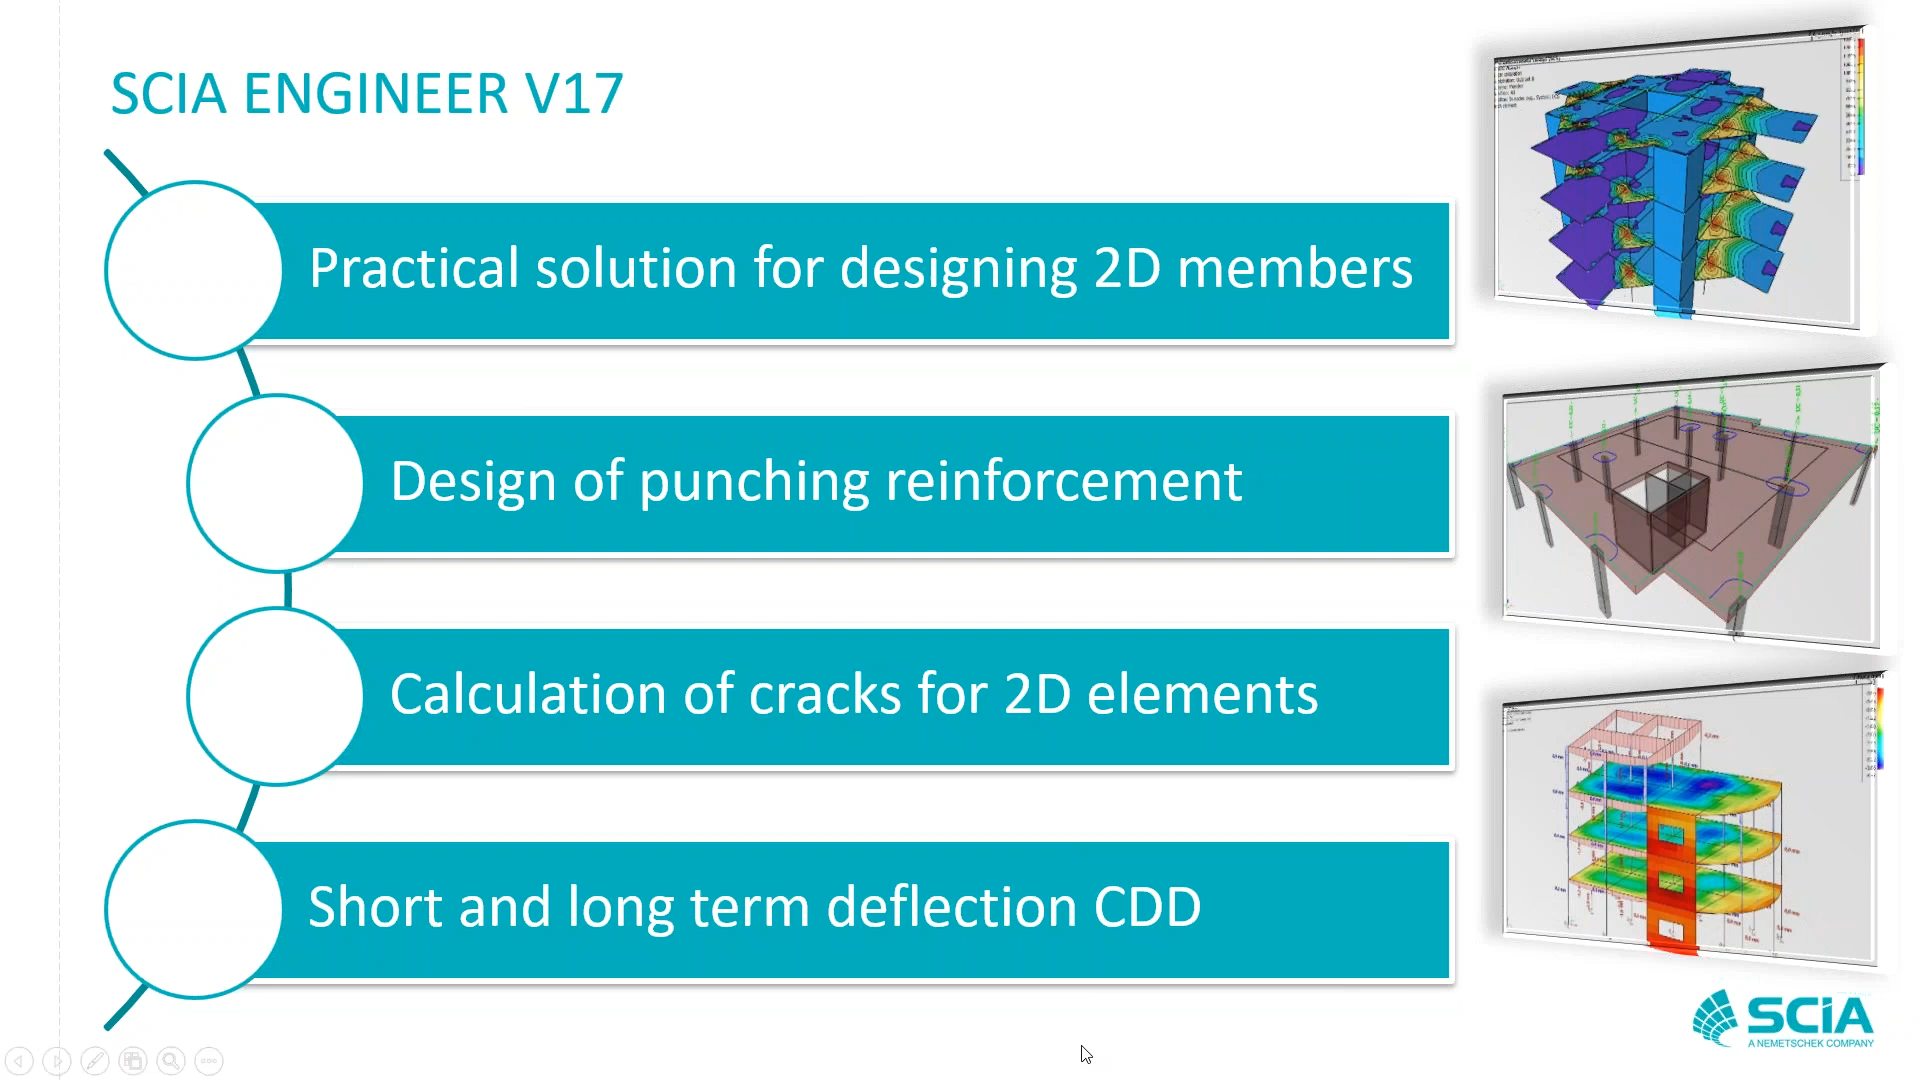 SCIA ENGINEER V17
Practical solution for designing 2D members
Design of punching reinforcement
Calculation of cracks for 2D elements
Short and long term deflection CDD
SCIA
A NEMETSCHEK COMPANY